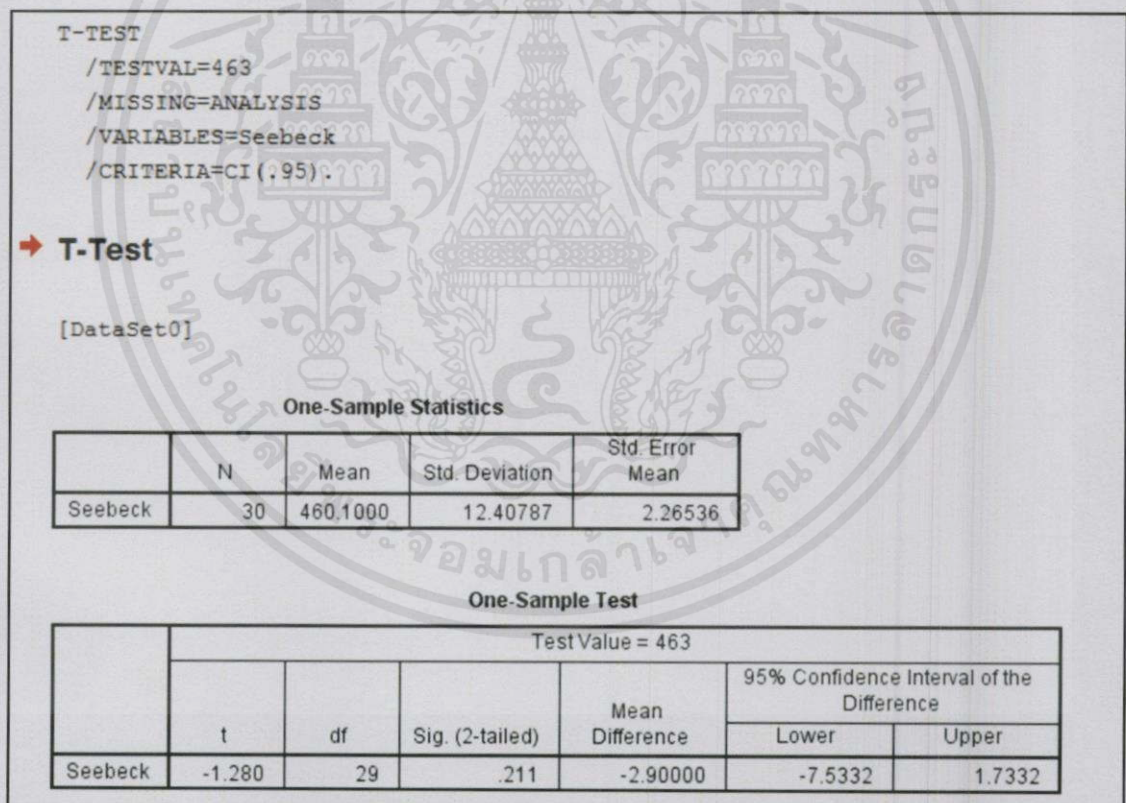 T-TEST
/TESTVAL=463
/MISSING=ANALYSIS
/VARIABLES=Seebeck
/CRITERIA=CI(.95).
T-Test
[DataSet0]
One-Sample Statistics
N Mean Std. Deviation Std. Error Mean
Seebeck 30 460.1000 12.40787 2.26536
One-Sample Test
Test Value = 463
t df Sig. (2-tailed) Mean Difference 95% Confidence Interval of the Difference
Lower Upper
Seebeck -1.280 29 .211 -2.90000 -7.5332 1.7332